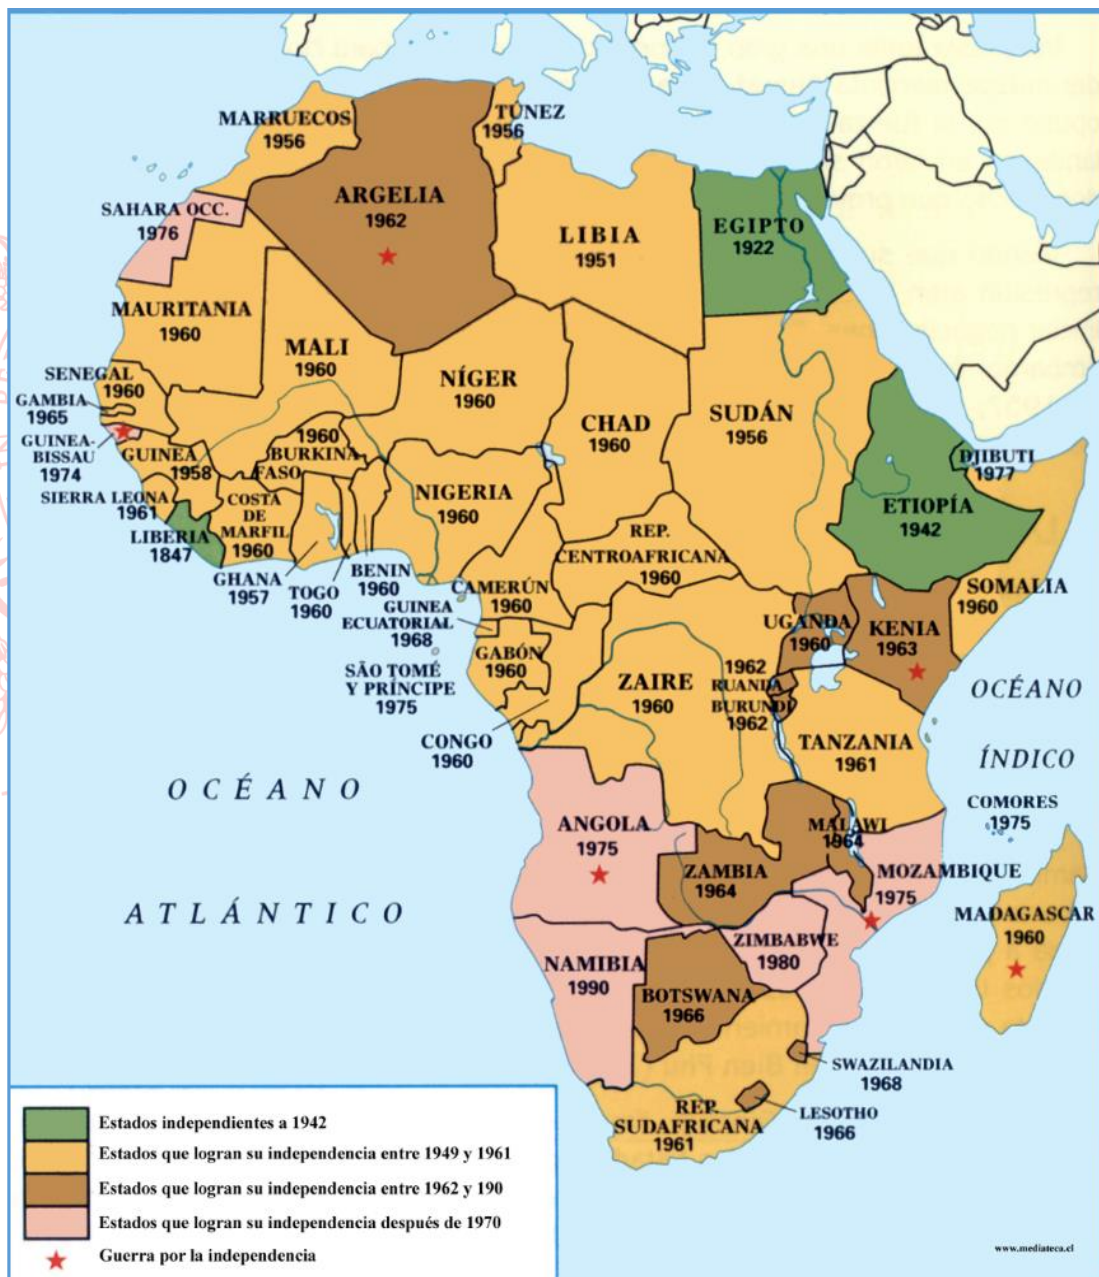 MARRUECOS
1956
TÚNEZ
1956
ARGELIA
1962
SAHARA OCC.
1976
LIBIA
1951
EGIPTO
1922
MAURITANIA
1960
MALI
1960
NÍGER
1960
CHAD
1960
SUDÁN
1956
SENEGAL
1960
GAMBIA
1965
GUINEA-
BISSAU
1974
GUINEA
1958
1960
BURKINA
FASO
NIGERIA
1960
DJIBUTI
1977
ETIOPÍA
1942
SIERRA LEONA
1961
COSTA
DE
MARFIL
1960
LIBERIA
1847
GHANA
1957
TOGO
1960
BENIN
1960
REP.
CENTROAFRICANA
1960
CAMERÚN
1960
SOMALIA
1960
GUINEA
ECUATORIAL
1968
GABÓN
1960
SÃO TOMÉ
Y PRÍNCIPE
1975
UGANDA
1960
KENIA
1963
ZAIRE
1960
1962
RUANDA
BURUNDI
1962
CONGO
1960
TANZANIA
1961
OCÉANO
ÍNDICO
OCÉANO
ATLÁNTICO
COMORES
1975
ANGOLA
1975
MALAWI
1964
ZAMBIA
1964
MOZAMBIQUE
1975
MADAGASCAR
1960
NAMIBIA
1990
ZIMBABWE
1980
BOTSWANA
1966
SWAZILANDIA
1968
REP.
SUDAFRICANA
1961
LESOTHO
1966
Estados independientes a 1942
Estados que logran su independencia entre 1949 y 1961
Estados que logran su independencia entre 1962 y 190
Estados que logran su independencia después de 1970
Guerra por la independencia
www.mediateca.cl